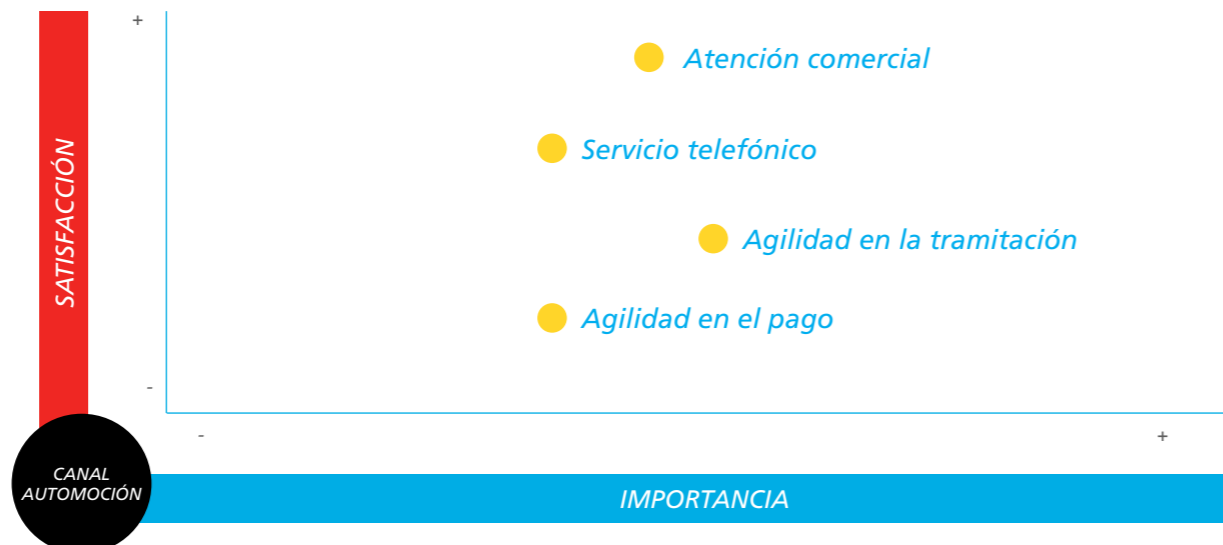 +
Atención comercial
Servicio telefónico
SATISFACCIÓN
Agilidad en la tramitación
Agilidad en el pago
-
-
+
CANAL
AUTOMOCIÓN
IMPORTANCIA